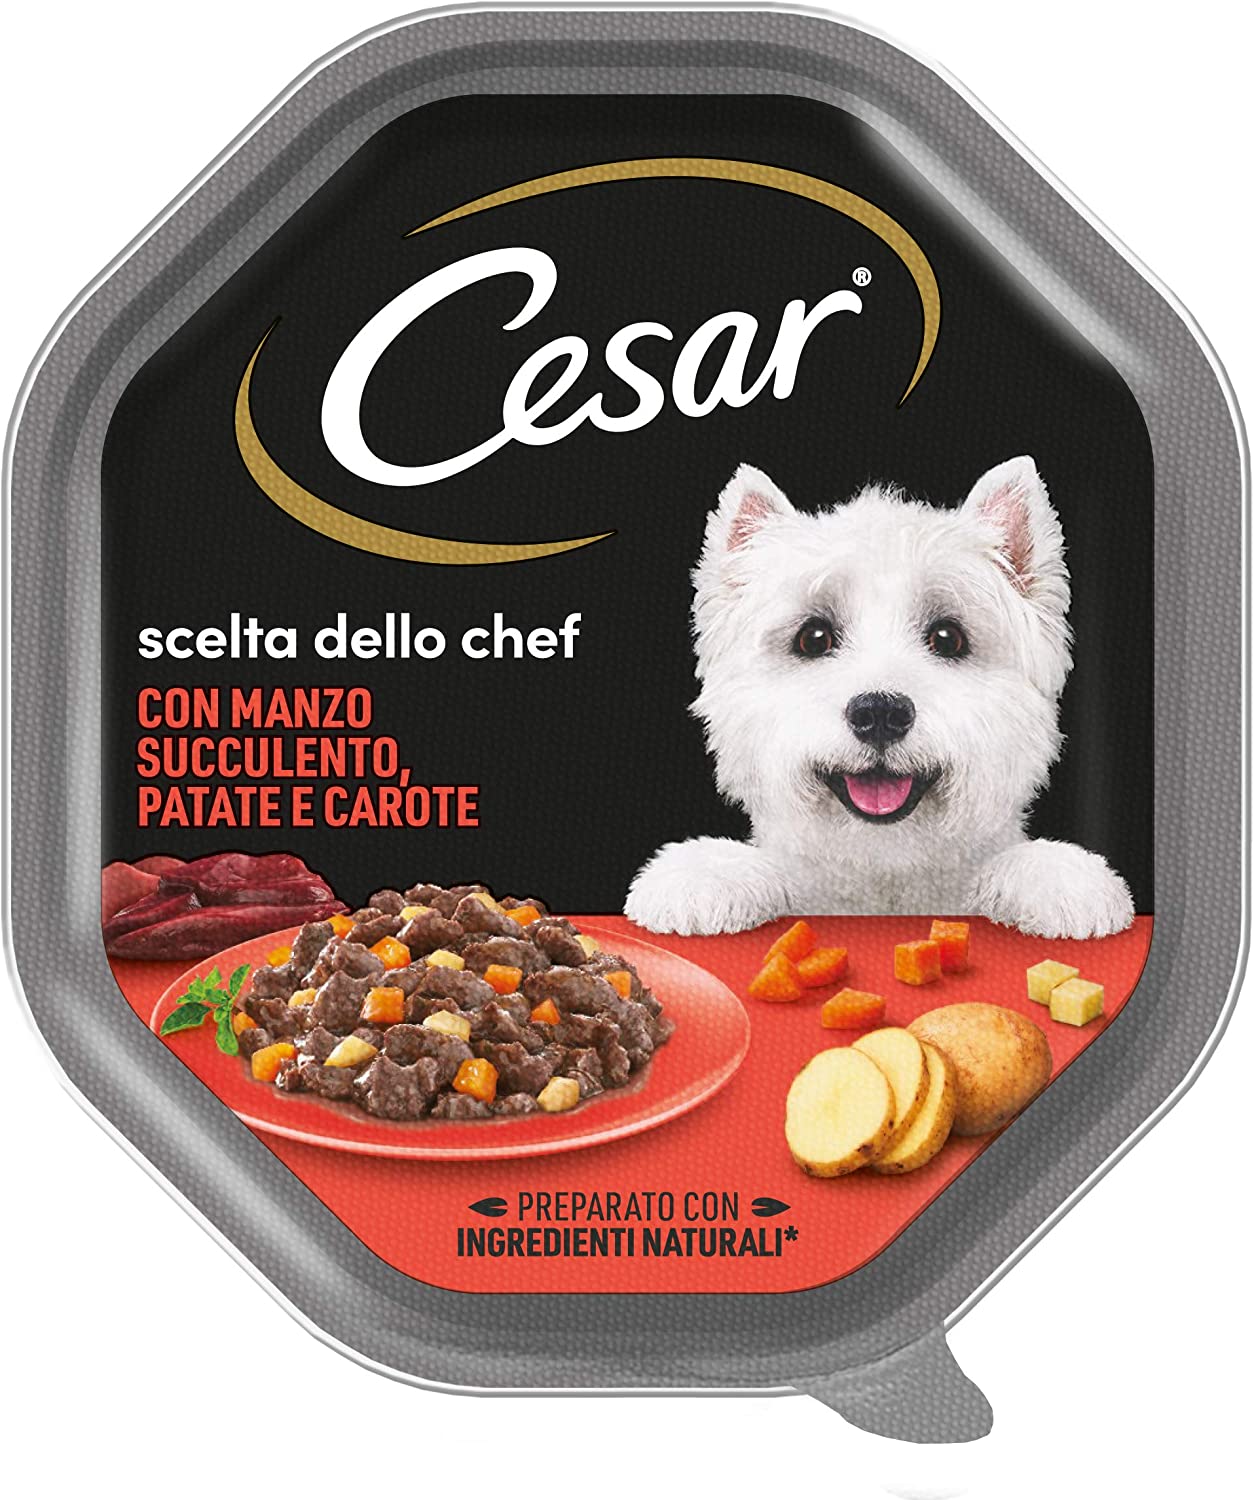 Cesar®
scelta dello chef
CON MANZO
SUCCULENTO,
PATATE E CAROTE
PREPARATO CON
INGREDIENTI NATURALI*